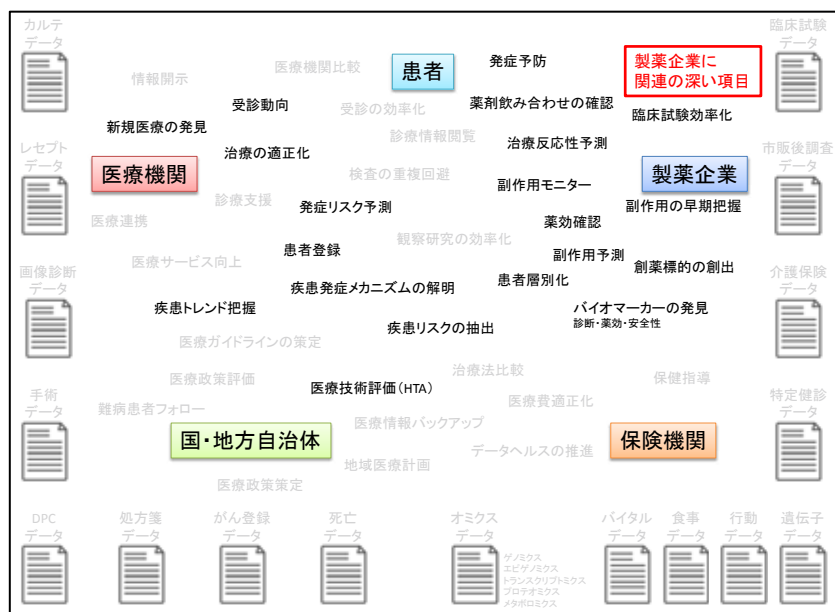 カルテ
データ
臨床試験
データ
患者
発症予防
製薬企業に
関連の深い項目
医療機関比較
情報開示
受診動向
受診の効率化
薬剤飲み合わせの確認
臨床試験効率化
新規医療の発見
診療情報閲覧
治療反応性予測
レセプト
データ
市販後調査
データ
治療の適正化
医療機関
検査の重複回避
製薬企業
副作用モニター
診療支援
発症リスク予測
副作用の早期把握
医療連携
薬効確認
患者登録
観察研究の効率化
副作用予測
医療サービス向上
創薬標的の創出
画像診断
データ
介護保険
データ
患者層別化
疾患発症メカニズムの解明
疾患トレンド把握
バイオマーカーの発見
診断・薬効・安全性
疾患リスクの抽出
医療ガイドラインの策定
治療法比較
医療政策評価
保健指導
医療技術評価（HTA）
手術
データ
特定健診
データ
難病患者フォロー
医療費適正化
医療情報バックアップ
国・地方自治体
保険機関
データヘルスの推進
地域医療計画
医療政策策定
DPC
データ
処方箋
データ
がん登録
データ
死亡
データ
オミクス
データ
ゲノミクス
エピゲノミクス
トランスクリプトミクス
プロテオミクス
メタボロミクス
バイタル
データ
食事
データ
行動
データ
遺伝子
データ